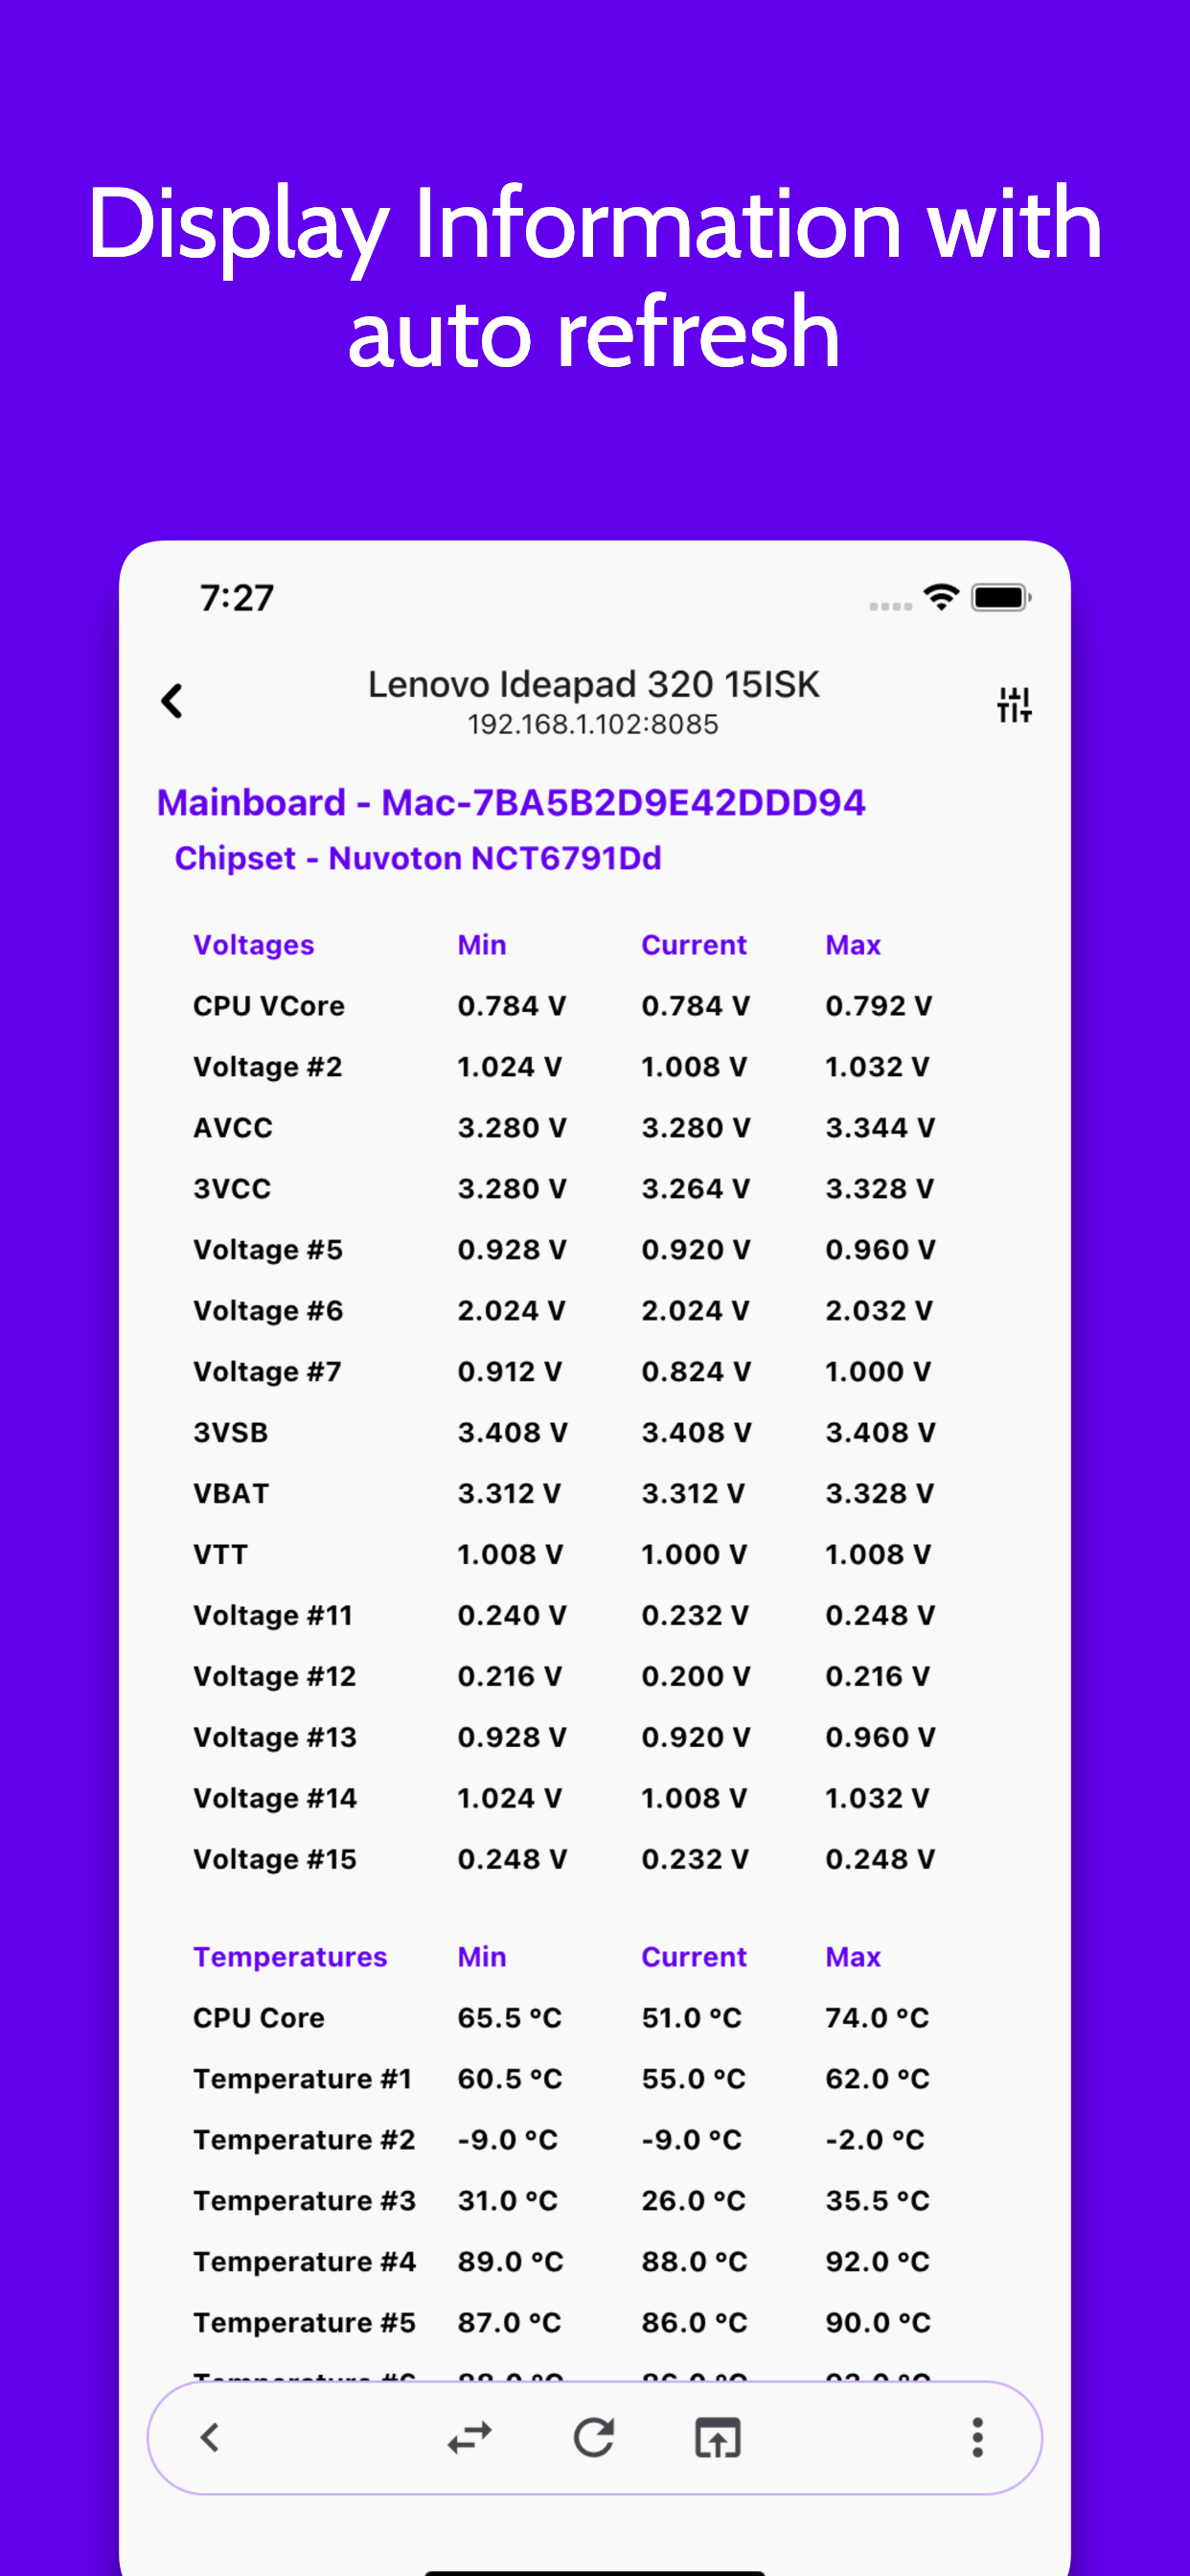 Display Information with
auto refresh
7:27
Lenovo Ideapad 320 15ISK
192.168.1.102:8085
Mainboard - Mac-7BA5B2D9E42DDD94
Chipset - Nuvoton NCT6791Dd
Voltages Min Current Max
CPU VCore 0.784 V 0.784 V 0.792 V
Voltage #2 1.024 V 1.008 V 1.032 V
AVCC 3.280 V 3.280 V 3.344 V
3VCC 3.280 V 3.264 V 3.328 V
Voltage #5 0.928 V 0.920 V 0.960 V
Voltage #6 2.024 V 2.024 V 2.032 V
Voltage #7 0.912 V 0.824 V 1.000 V
3VSB 3.408 V 3.408 V 3.408 V
VBAT 3.312 V 3.312 V 3.328 V
VTT 1.008 V 1.000 V 1.008 V
Voltage #11 0.240 V 0.232 V 0.248 V
Voltage #12 0.216 V 0.200 V 0.216 V
Voltage #13 0.928 V 0.920 V 0.960 V
Voltage #14 1.024 V 1.008 V 1.032 V
Voltage #15 0.248 V 0.232 V 0.248 V
Temperatures Min Current Max
CPU Core 65.5 °C 51.0 °C 74.0 °C
Temperature #1 60.5 °C 55.0 °C 62.0 °C
Temperature #2 -9.0 °C -9.0 °C -2.0 °C
Temperature #3 31.0 °C 26.0 °C 35.5 °C
Temperature #4 89.0 °C 88.0 °C 92.0 °C
Temperature #5 87.0 °C 86.0 °C 90.0 °C